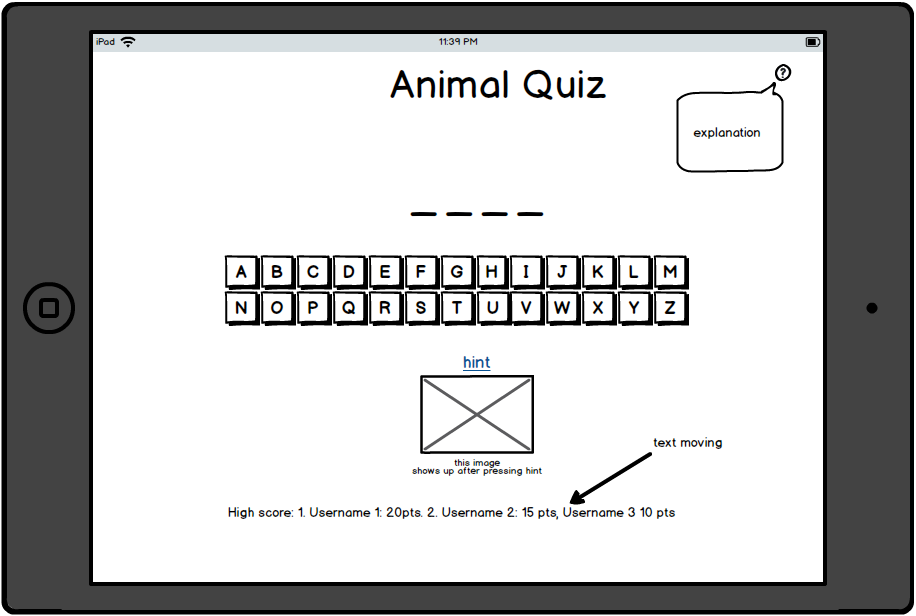 iPad 11:39 PM
Animal Quiz
?
explanation
A B C D E F G H I J K L M
N O P Q R S T U V W X Y Z
hint
this image
shows up after pressing hint
text moving
High score: 1. Username 1: 20pts. 2. Username 2: 15 pts, Username 3 10 pts